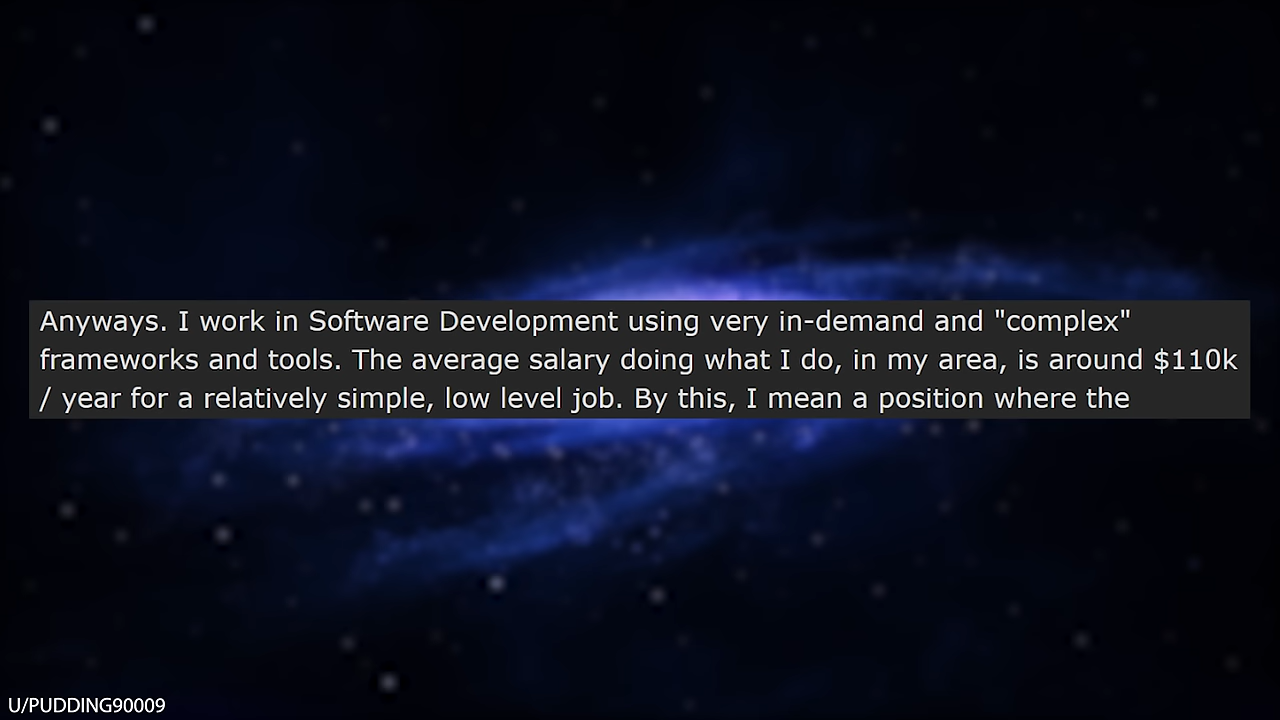 Anyways. I work in Software Development using very in-demand and "complex"
frameworks and tools. The average salary doing what I do, in my area, is around $110k
/ year for a relatively simple, low level job. By this, I mean a position where the
U/PUDDING90009